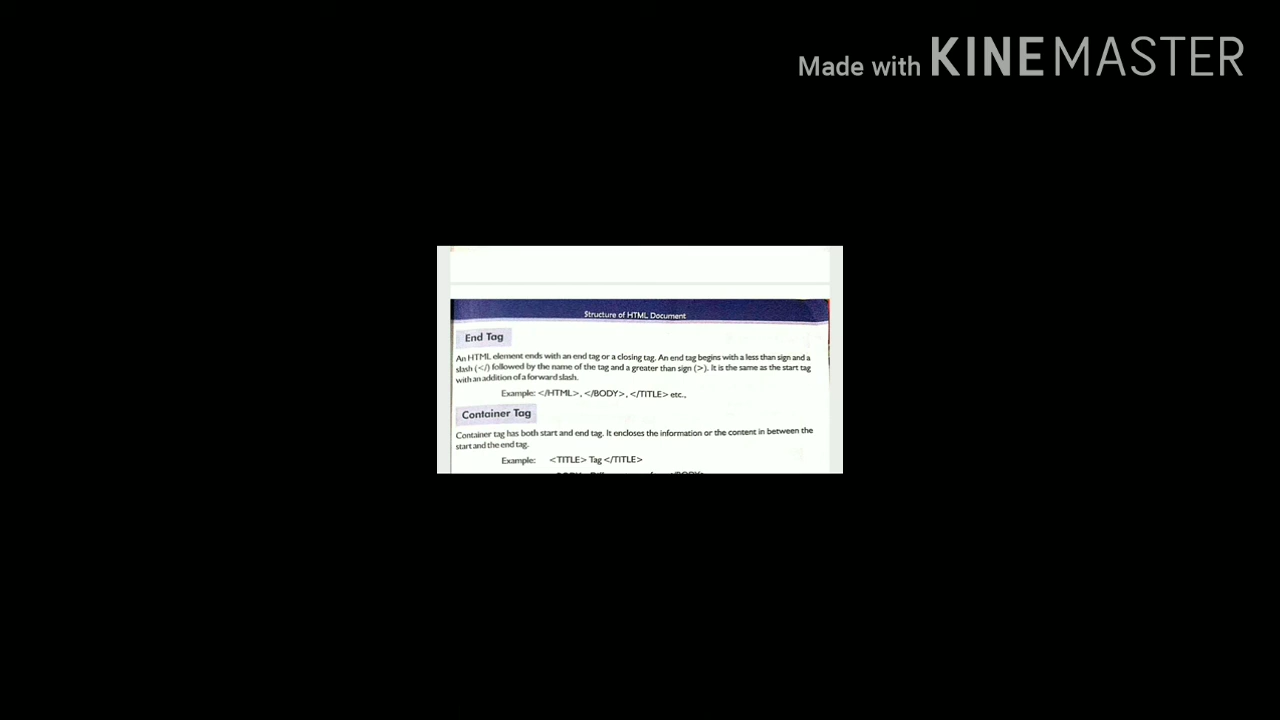 Made with KINEMASTER
Structure of HTML Document
End Tag
An HTML element ends with an end tag or a closing tag. An end tag begins with a less than sign and a
slash (</) followed by the name of the tag and a greater than sign (>). It is the same as the start tag
with an addition of a forward slash.
Example: </HTML>, </BODY>, </TITLE> etc.,
Container Tag
Container tag has both start and end tag. It encloses the information or the content in between the
start and the end tag.
Example: <TITLE> Tag </TITLE>